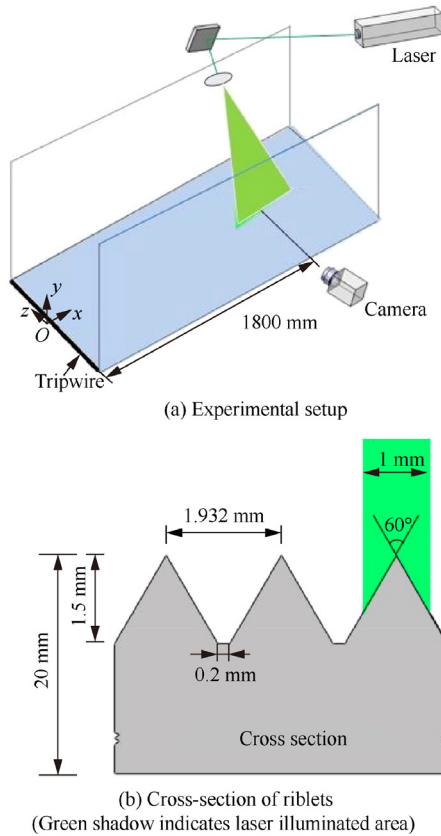 Laser
y
z
x
O
Tripwire
Camera
1800 mm
(a) Experimental setup
1 mm
1.932 mm
60°
1.5 mm
20 mm
0.2 mm
Cross section
(b) Cross-section of riblets
(Green shadow indicates laser illuminated area)